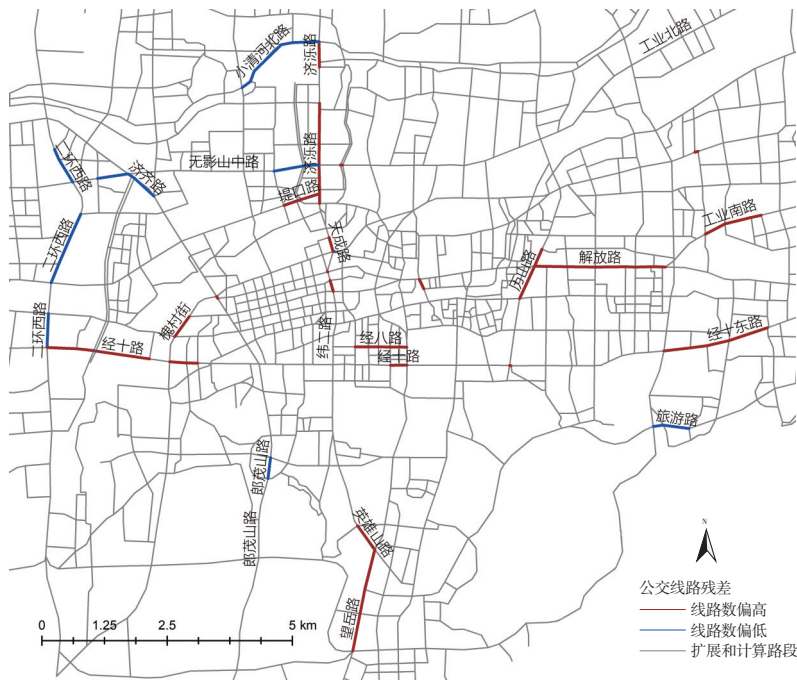 工业北路
小清河北路
济泺路
二环西路
济齐路
无影山中路
济泺路
堤口路
工业南路
天成路
二环西路
历山路
解放路
槐村街
二环西路
经十路
纬二路
经八路
经十路
经十东路
旅游路
郎茂山路
郎茂山路
英雄山路
望岳路
N
0 1.25 2.5 5 km
公交线路残差
线路数偏高
线路数偏低
扩展和计算路段